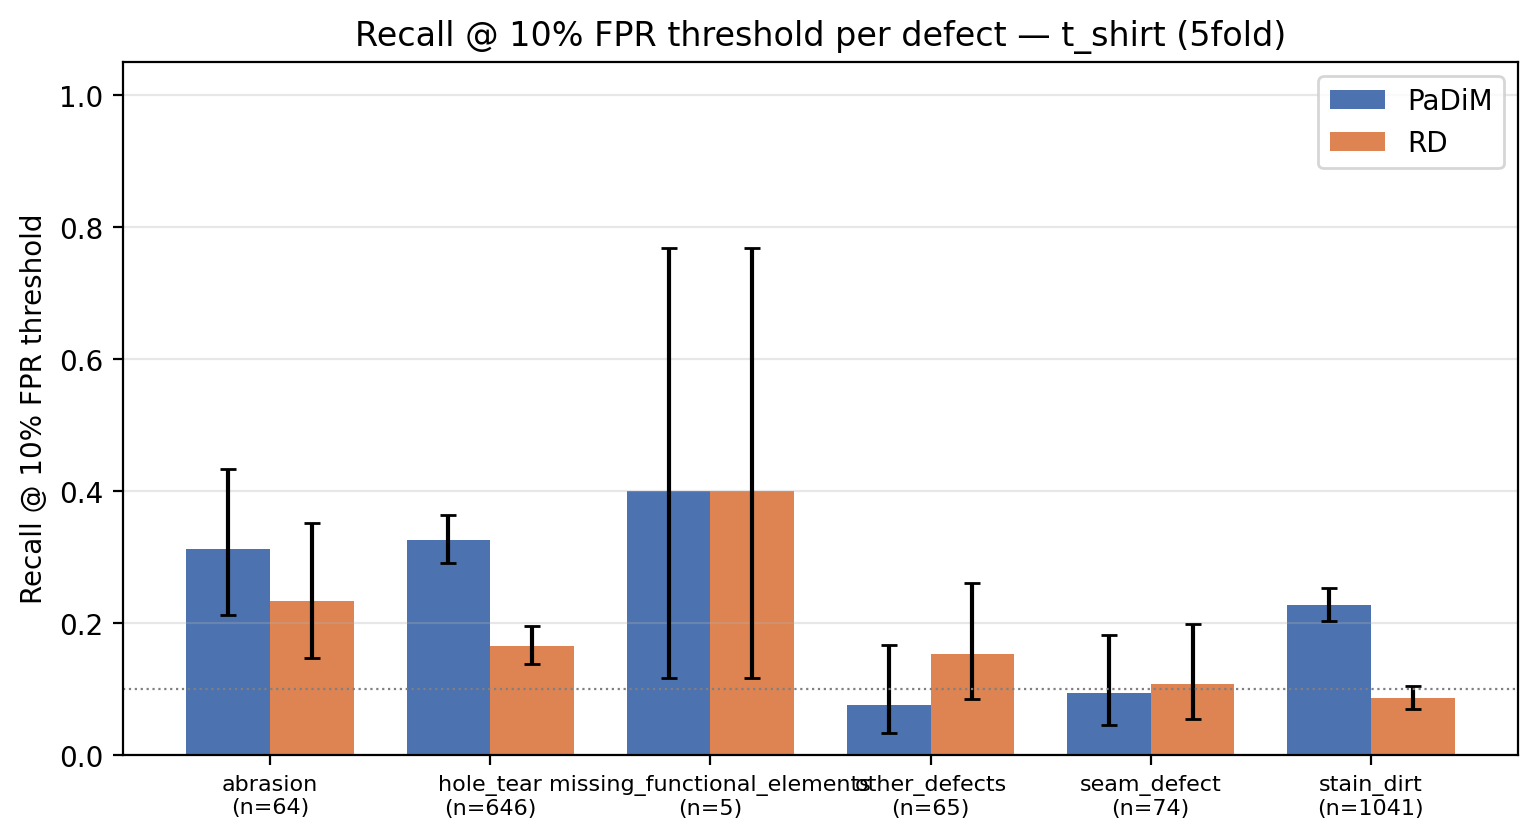 Recall @ 10% FPR threshold per defect — t_shirt (5fold)
PaDiM
RD
Recall @ 10% FPR threshold
1.0
0.8
0.6
0.4
0.2
0.0
abrasion
(n=64)
hole_tear
(n=646)
missing_functional_elements
(n=5)
other_defects
(n=65)
seam_defect
(n=74)
stain_dirt
(n=1041)